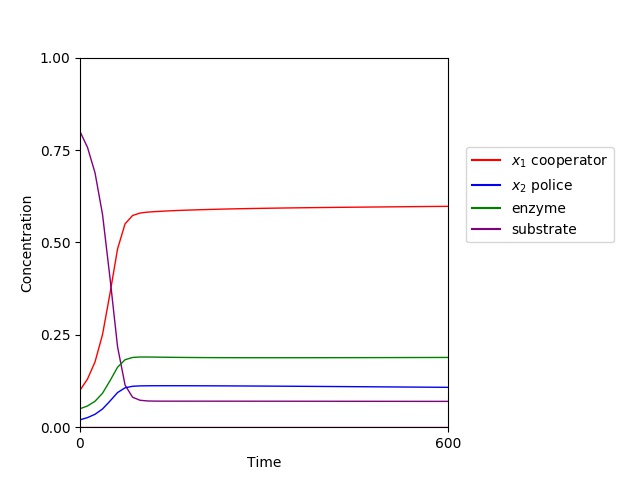 1.00
0.75
0.50
0.25
0.00
0
600
Concentration
Time
x₁ cooperator
x₂ police
enzyme
substrate